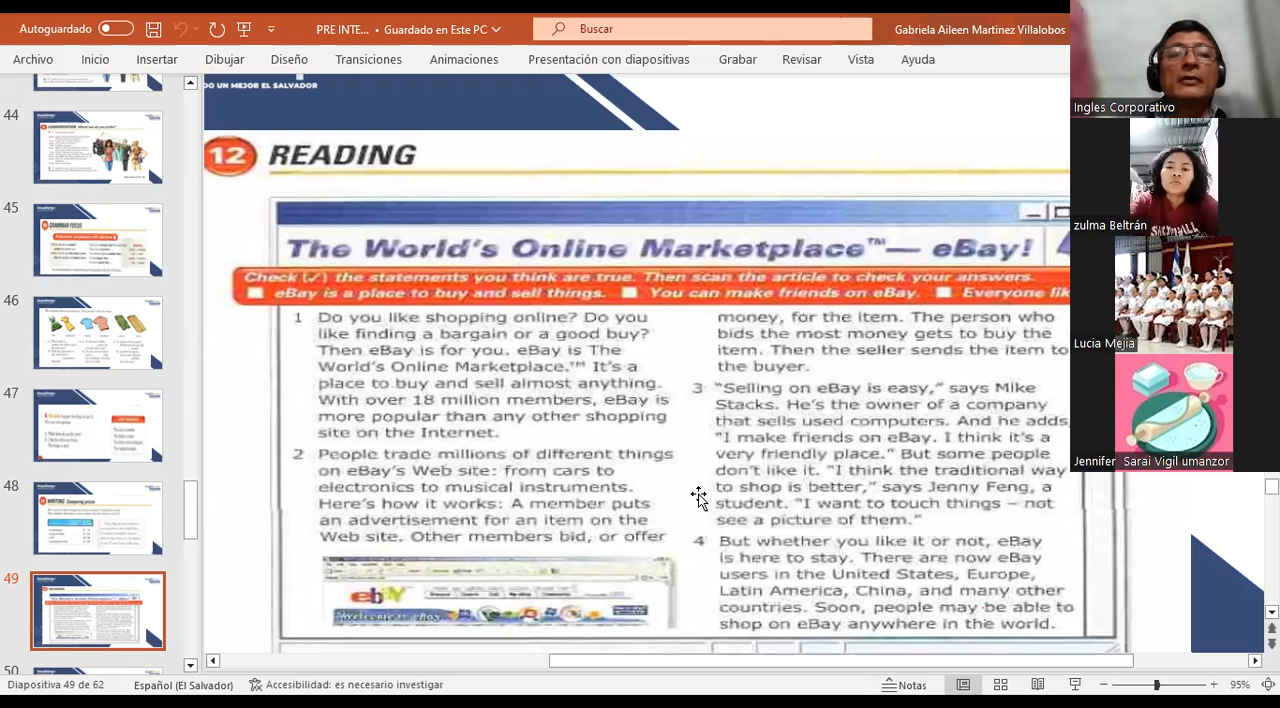 Autoguardado
PRE INTE... • Guardado en Este PC
Buscar
Gabriela Aileen Martinez Villalobos
Archivo Inicio Insertar Dibujar Diseño Transiciones Animaciones Presentación con diapositivas Grabar Revisar Vista Ayuda
Ingles Corporativo
zulma Beltrán
Lucia Mejia
Jennifer Sarai Vigil umanzor
44
45
46
47
48
49
50
DO UN MEJOR EL SALVADOR
12 READING
The World's Online Marketplace™—eBay!
Check (✓) the statements you think are true. Then scan the article to check your answers.
eBay is a place to buy and sell things. You can make friends on eBay. Everyone lik
1 Do you like shopping online? Do you
like finding a bargain or a good buy?
Then eBay is for you. eBay is The
World's Online Marketplace.™ It's a
place to buy and sell almost anything.
With over 18 million members, eBay is
more popular than any other shopping
site on the Internet.
2 People trade millions of different things
on eBay's Web site: from cars to
electronics to musical instruments.
Here's how it works: A member puts
an advertisement for an item on the
Web site. Other members bid, or offer
ebY
money, for the item. The person who
bids the most money gets to buy the
item. Then the seller sends the item to
the buyer.
3 "Selling on eBay is easy," says Mike
Stacks. He's the owner of a company
that sells used computers. And he adds,
"I make friends on eBay. I think it's a
very friendly place." But some people
don't like it. "I think the traditional way
to shop is better," says Jenny Feng, a
student. "I want to touch things – not
see a picture of them."
4 But whether you like it or not, eBay
is here to stay. There are now eBay
users in the United States, Europe,
Latin America, China, and many other
countries. Soon, people may be able to
shop on eBay anywhere in the world.
Diapositiva 49 de 62 Español (El Salvador) Accesibilidad: es necesario investigar
Notas
95%